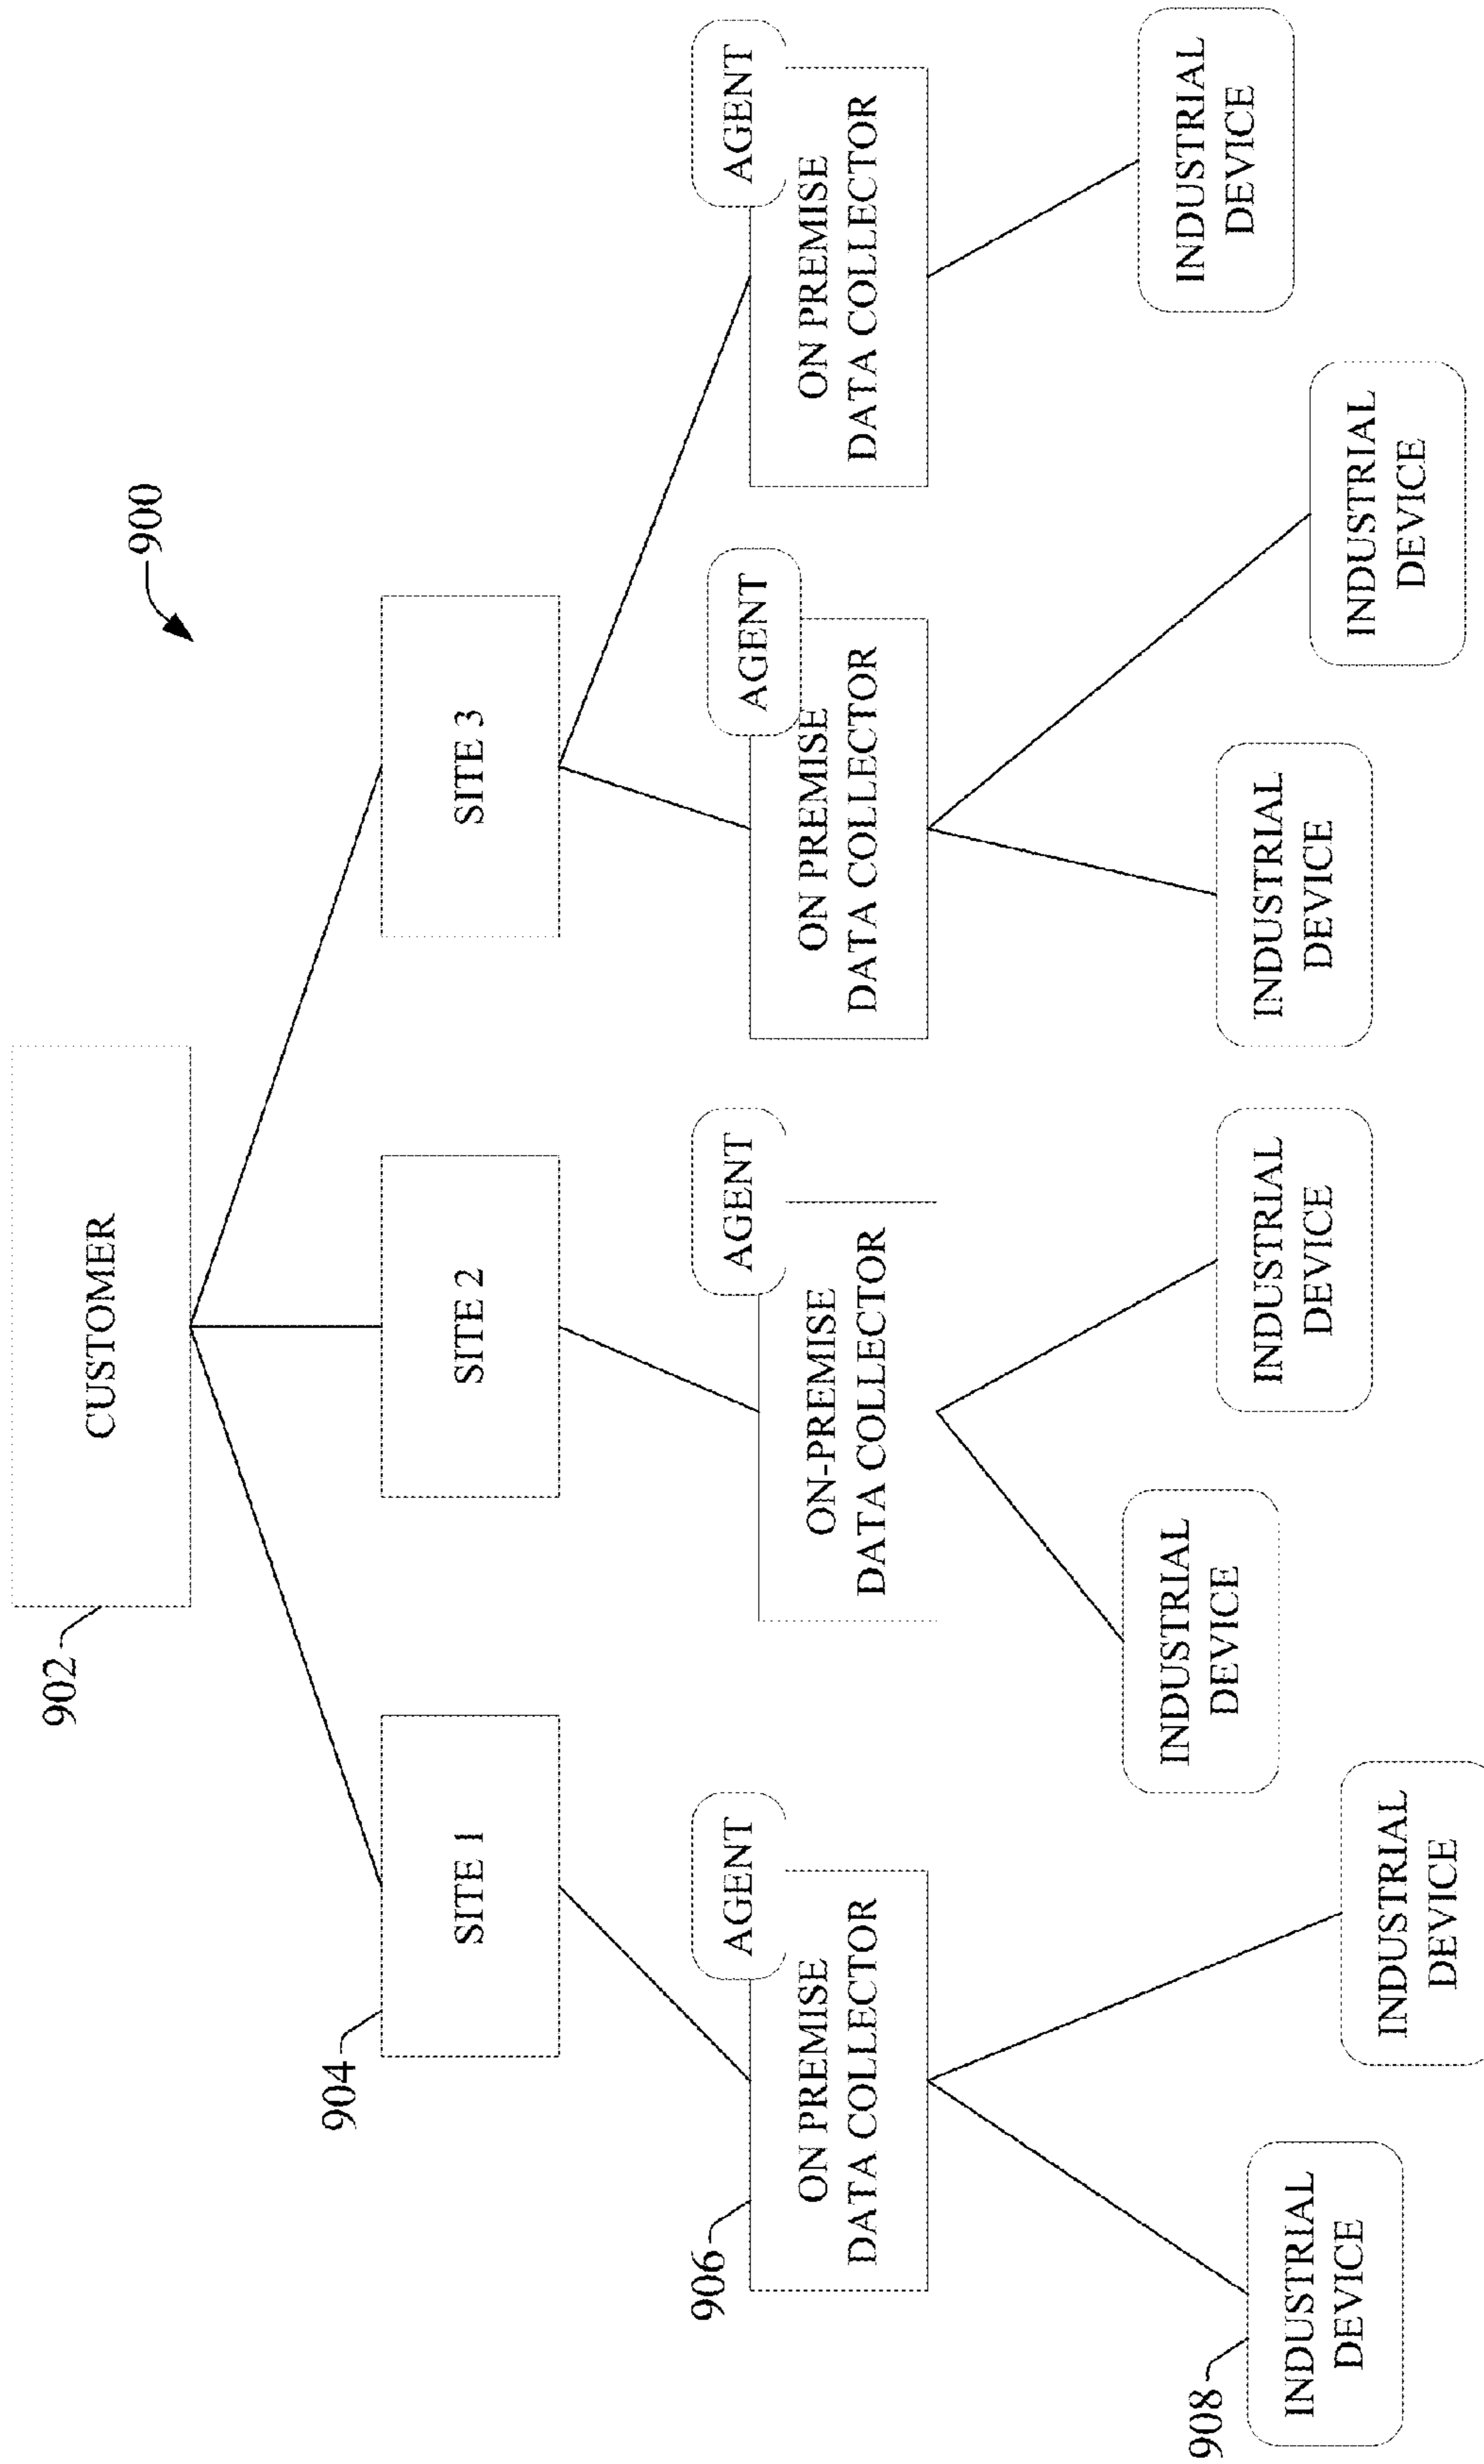 900
902
CUSTOMER
904
SITE 1
SITE 2
SITE 3
906
AGENT
ON PREMISE
DATA COLLECTOR
AGENT
ON-PREMISE
DATA COLLECTOR
AGENT
ON PREMISE
DATA COLLECTOR
AGENT
ON PREMISE
DATA COLLECTOR
908
INDUSTRIAL
DEVICE
INDUSTRIAL
DEVICE
INDUSTRIAL
DEVICE
INDUSTRIAL
DEVICE
INDUSTRIAL
DEVICE
INDUSTRIAL
DEVICE
INDUSTRIAL
DEVICE